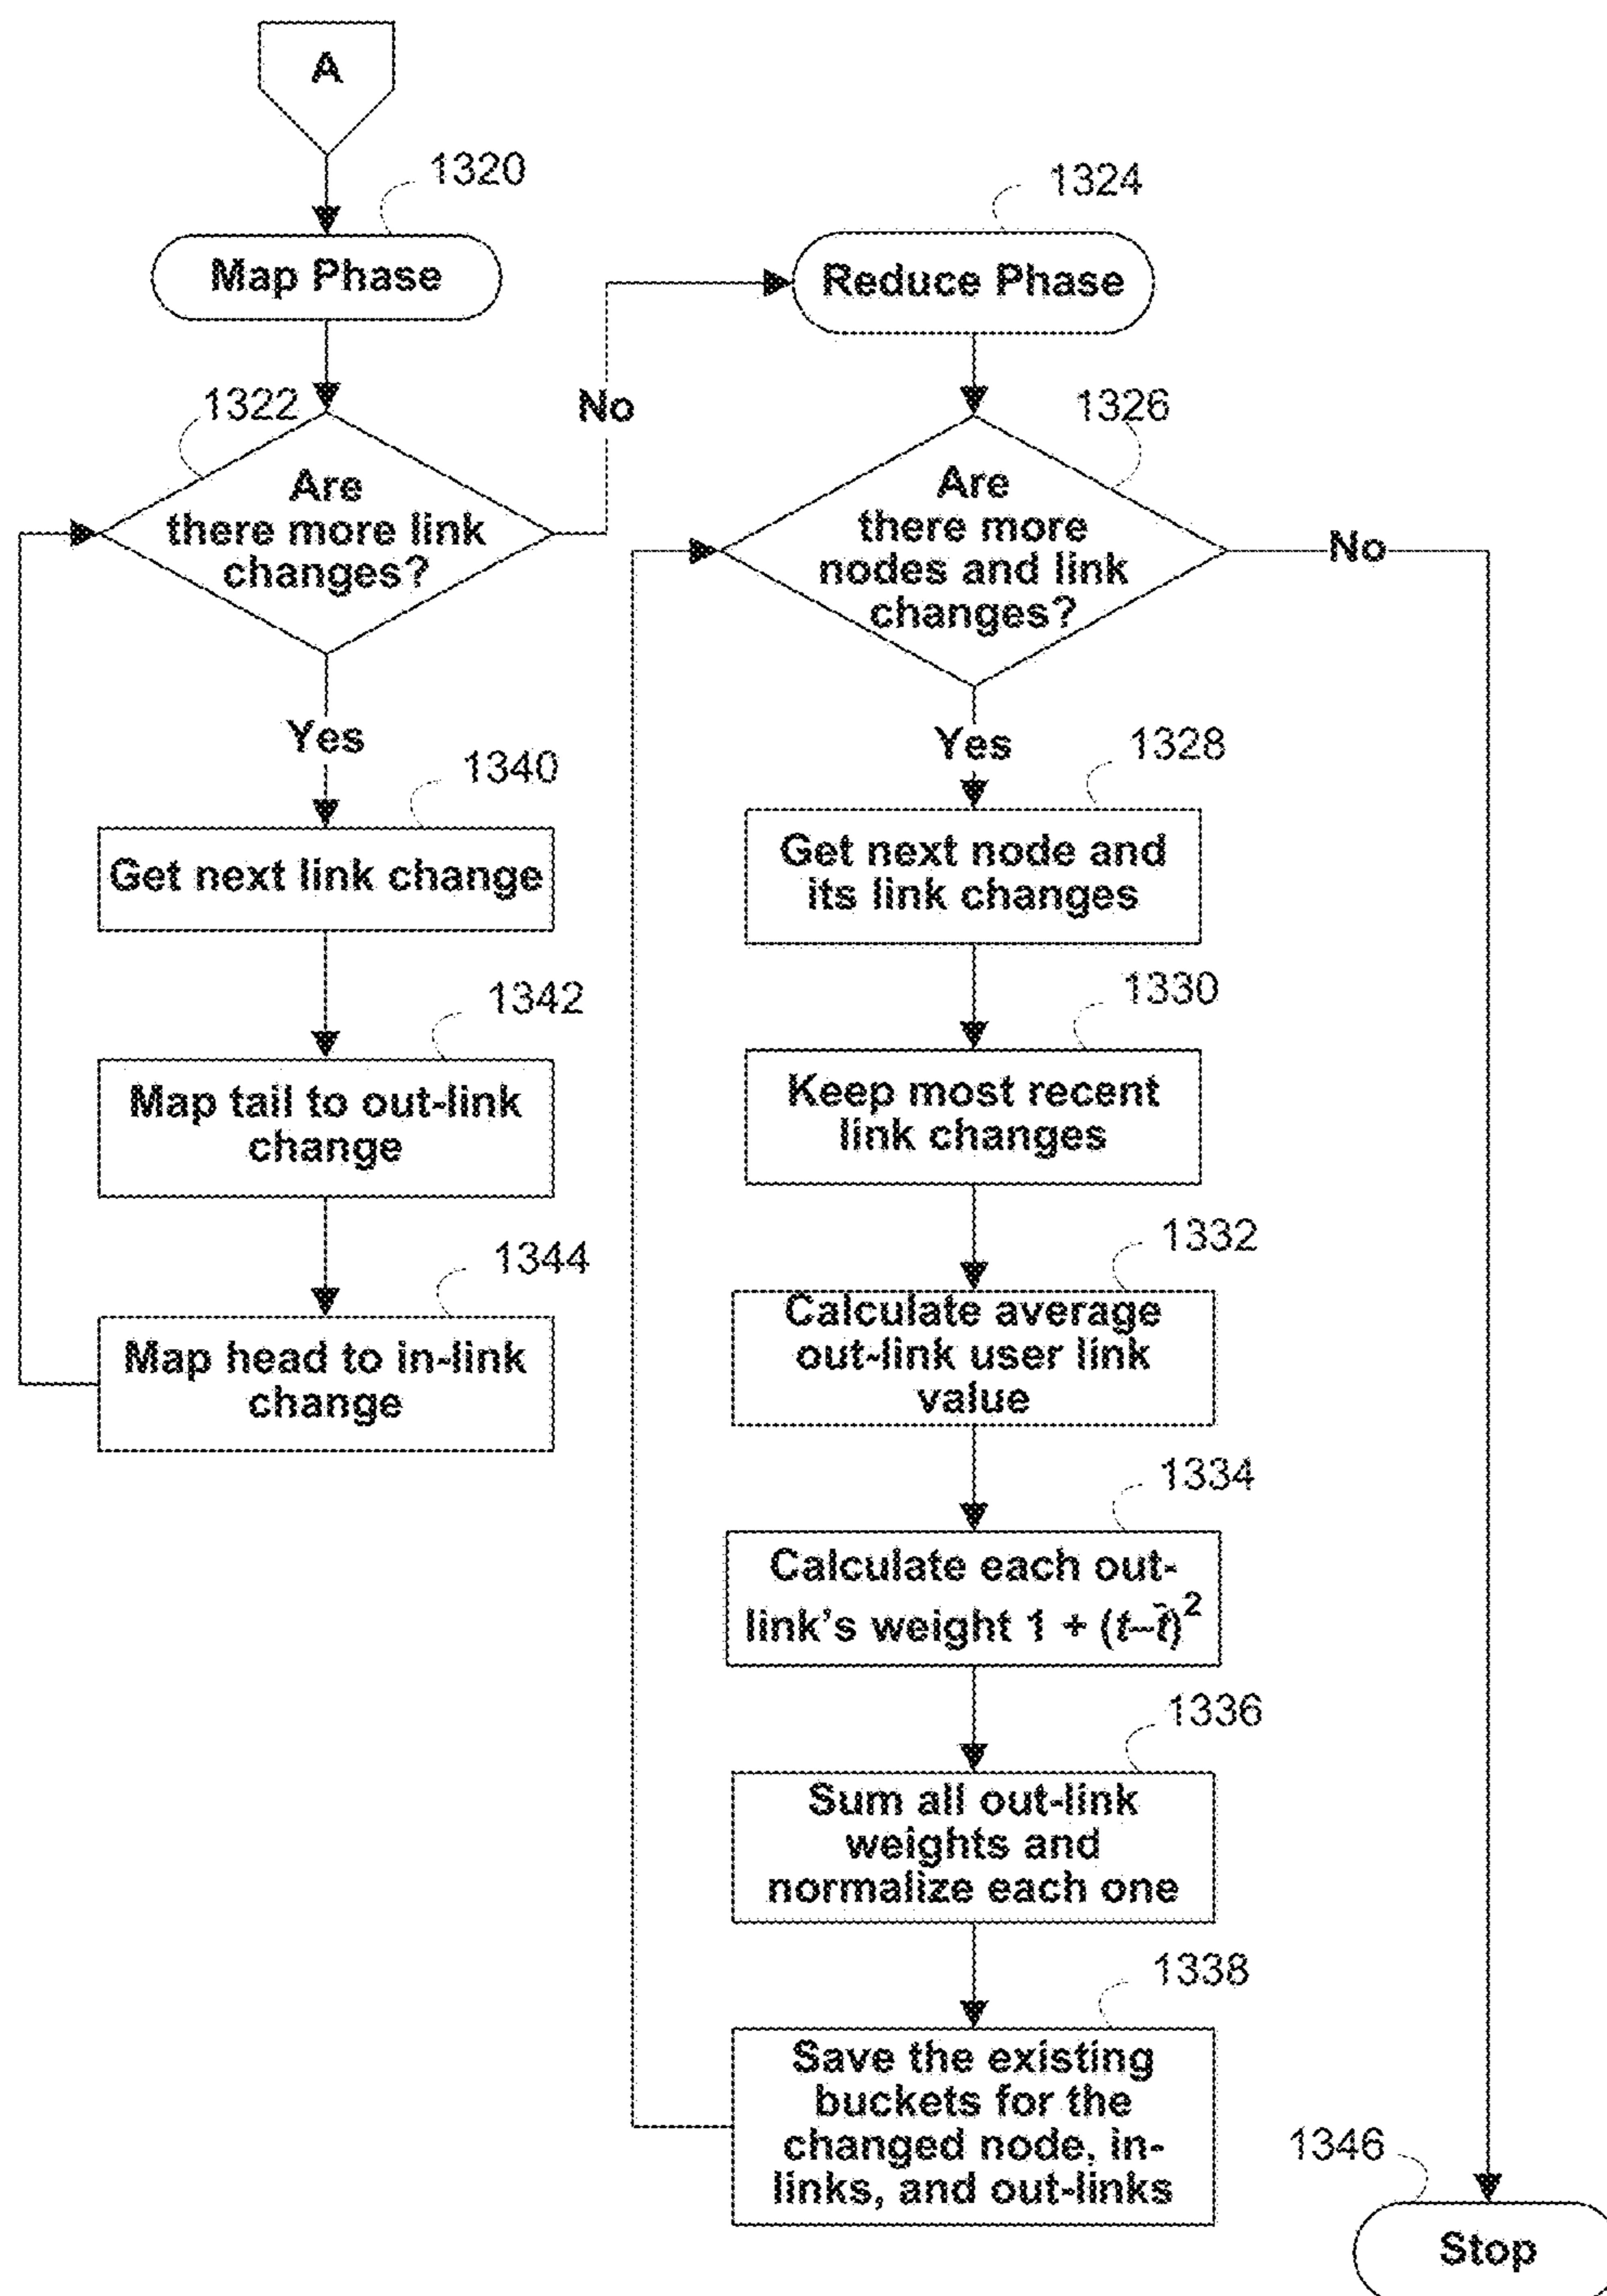 A
1320
Map Phase
1322
Are
there more link
changes?
No
Yes
1340
Get next link change
1342
Map tail to out-link
change
1344
Map head to in-link
change
1324
Reduce Phase
1326
Are
there more
nodes and link
changes?
No
Yes
1328
Get next node and
its link changes
1330
Keep most recent
link changes
1332
Calculate average
out-link user link
value
1334
Calculate each out-
link's weight 1 + (t–t̄)²
1336
Sum all out-link
weights and
normalize each one
1338
Save the existing
buckets for the
changed node, in-
links, and out-links
1346
Stop